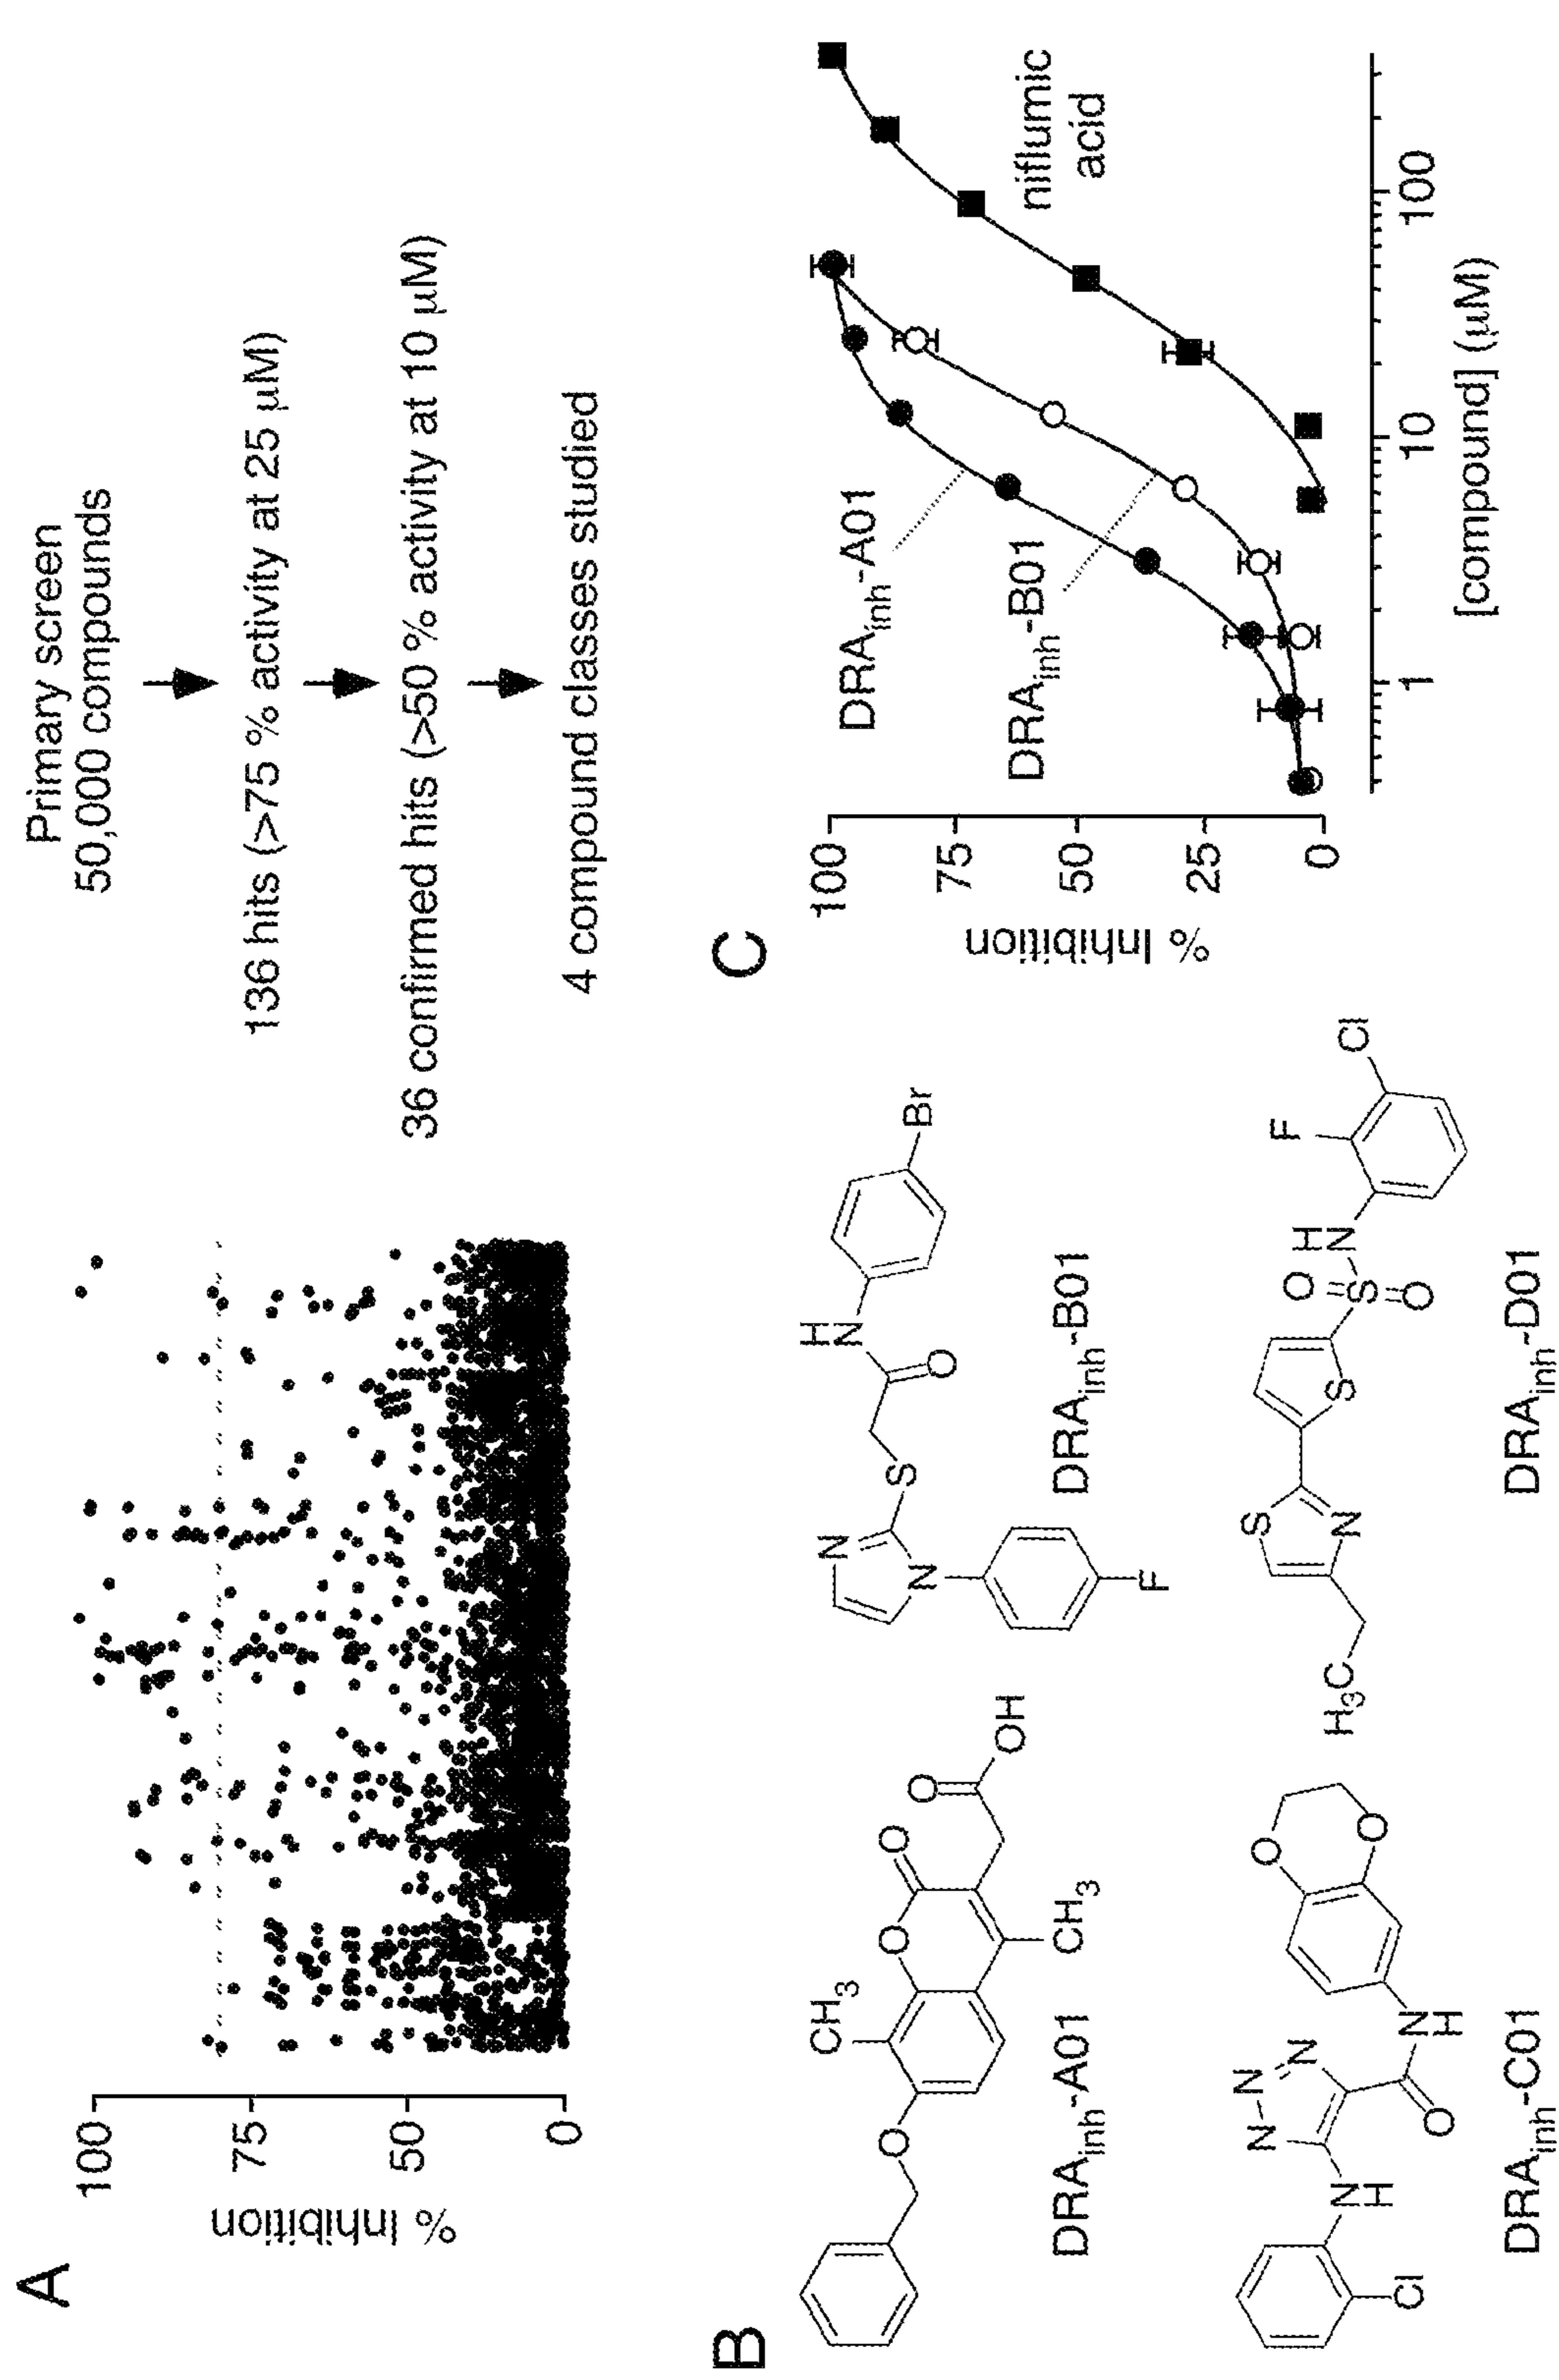 A
% Inhibition
100
75
50
0
Primary screen
50,000 compounds
136 hits (>75 % activity at 25 µM)
36 confirmed hits (>50 % activity at 10 µM)
4 compound classes studied
B
CH3
O
O
O
O
OH
CH3
DRAinh-A01
N
N
S
O
H
N
Br
F
DRAinh-B01
Cl
N
H
N
N
N
O
N
H
O
O
DRAinh-C01
H3C
S
N
S
O
S
O
H
N
F
Cl
DRAinh-D01
C
% Inhibition
100
75
50
25
0
DRAinh-A01
DRAinh-B01
niflumic
acid
1
10
100
[compound] (µM)